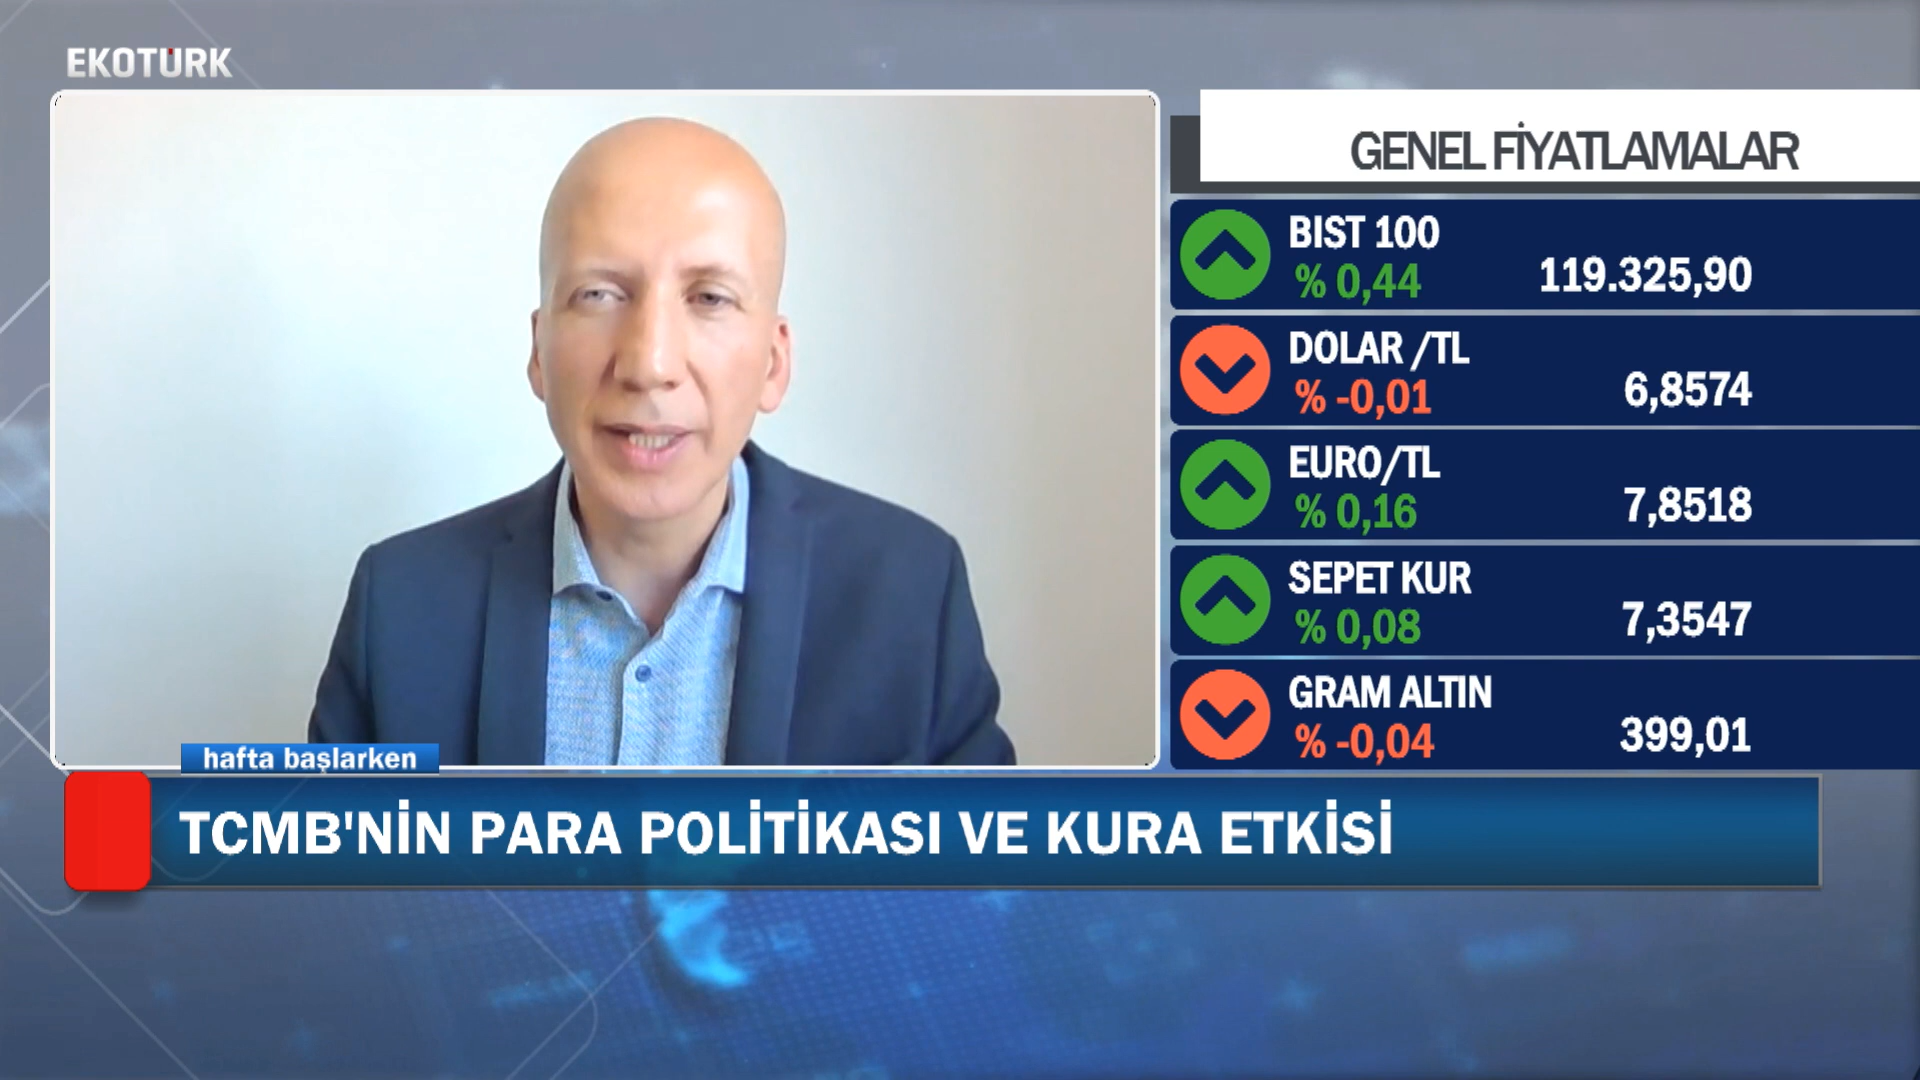 EKOTÜRK
GENEL FİYATLAMALAR
BIST 100
% 0,44
119.325,90
DOLAR /TL
% -0,01
6,8574
EURO/TL
% 0,16
7,8518
SEPET KUR
% 0,08
7,3547
GRAM ALTIN
% -0,04
399,01
hafta başlarken
TCMB'NİN PARA POLİTİKASI VE KURA ETKİSİ